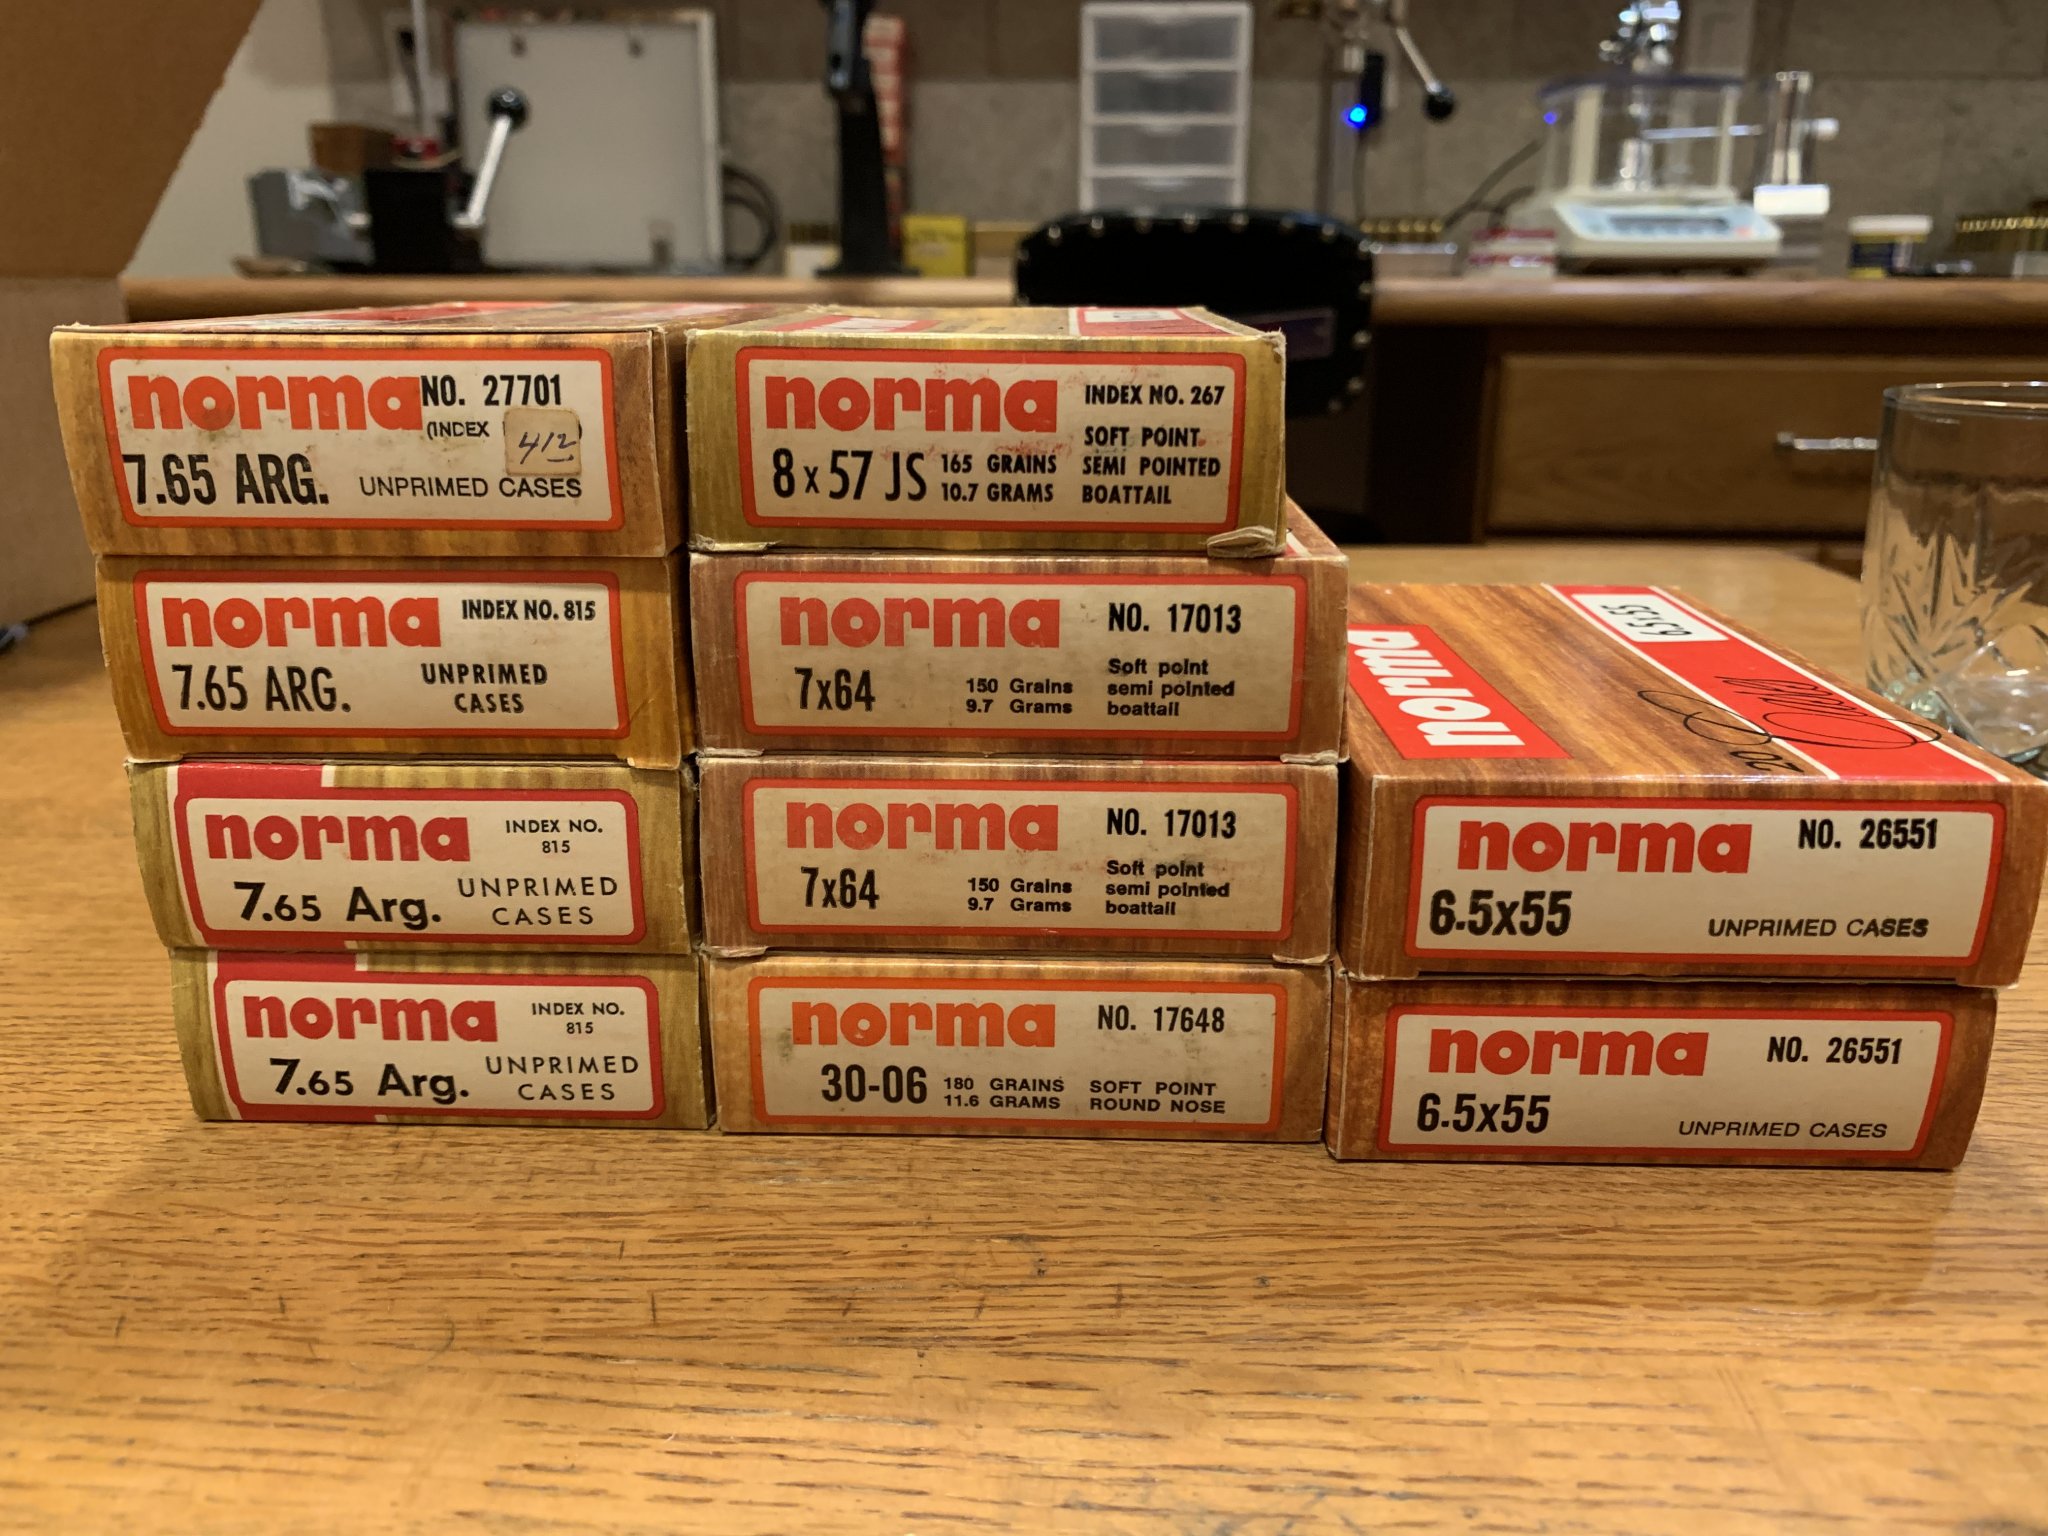 norma NO. 27701
(INDEX
4 12
7.65 ARG. UNPRIMED CASES
norma INDEX NO. 815
7.65 ARG. UNPRIMED
CASES
norma INDEX NO.
815
7.65 Arg. UNPRIMED
CASES
norma INDEX NO.
815
7.65 Arg. UNPRIMED
CASES
norma INDEX NO. 267
SOFT POINT
8 x 57 JS 165 GRAINS SEMI POINTED
10.7 GRAMS BOATTAIL
norma NO. 17013
Soft point
7x64 150 Grains semi pointed
9.7 Grams boattail
norma NO. 17013
Soft point
7x64 150 Grains semi pointed
9.7 Grams boattail
norma NO. 17648
30-06 180 GRAINS SOFT POINT
11.6 GRAMS ROUND NOSE
6.5x55
norma
20
norma NO. 26551
6.5x55 UNPRIMED CASES
norma NO. 26551
6.5x55 UNPRIMED CASES